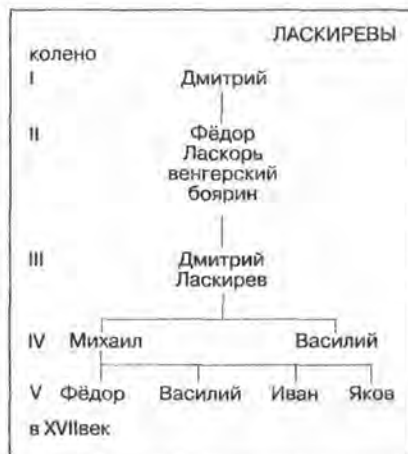 ЛАСКИРЕВЫ
колено
I Дмитрий
II Фёдор
Ласкорь
венгерский
боярин
III Дмитрий
Ласкирев
IV Михаил Василий
V Фёдор Василий Иван Яков
в XVIIвек